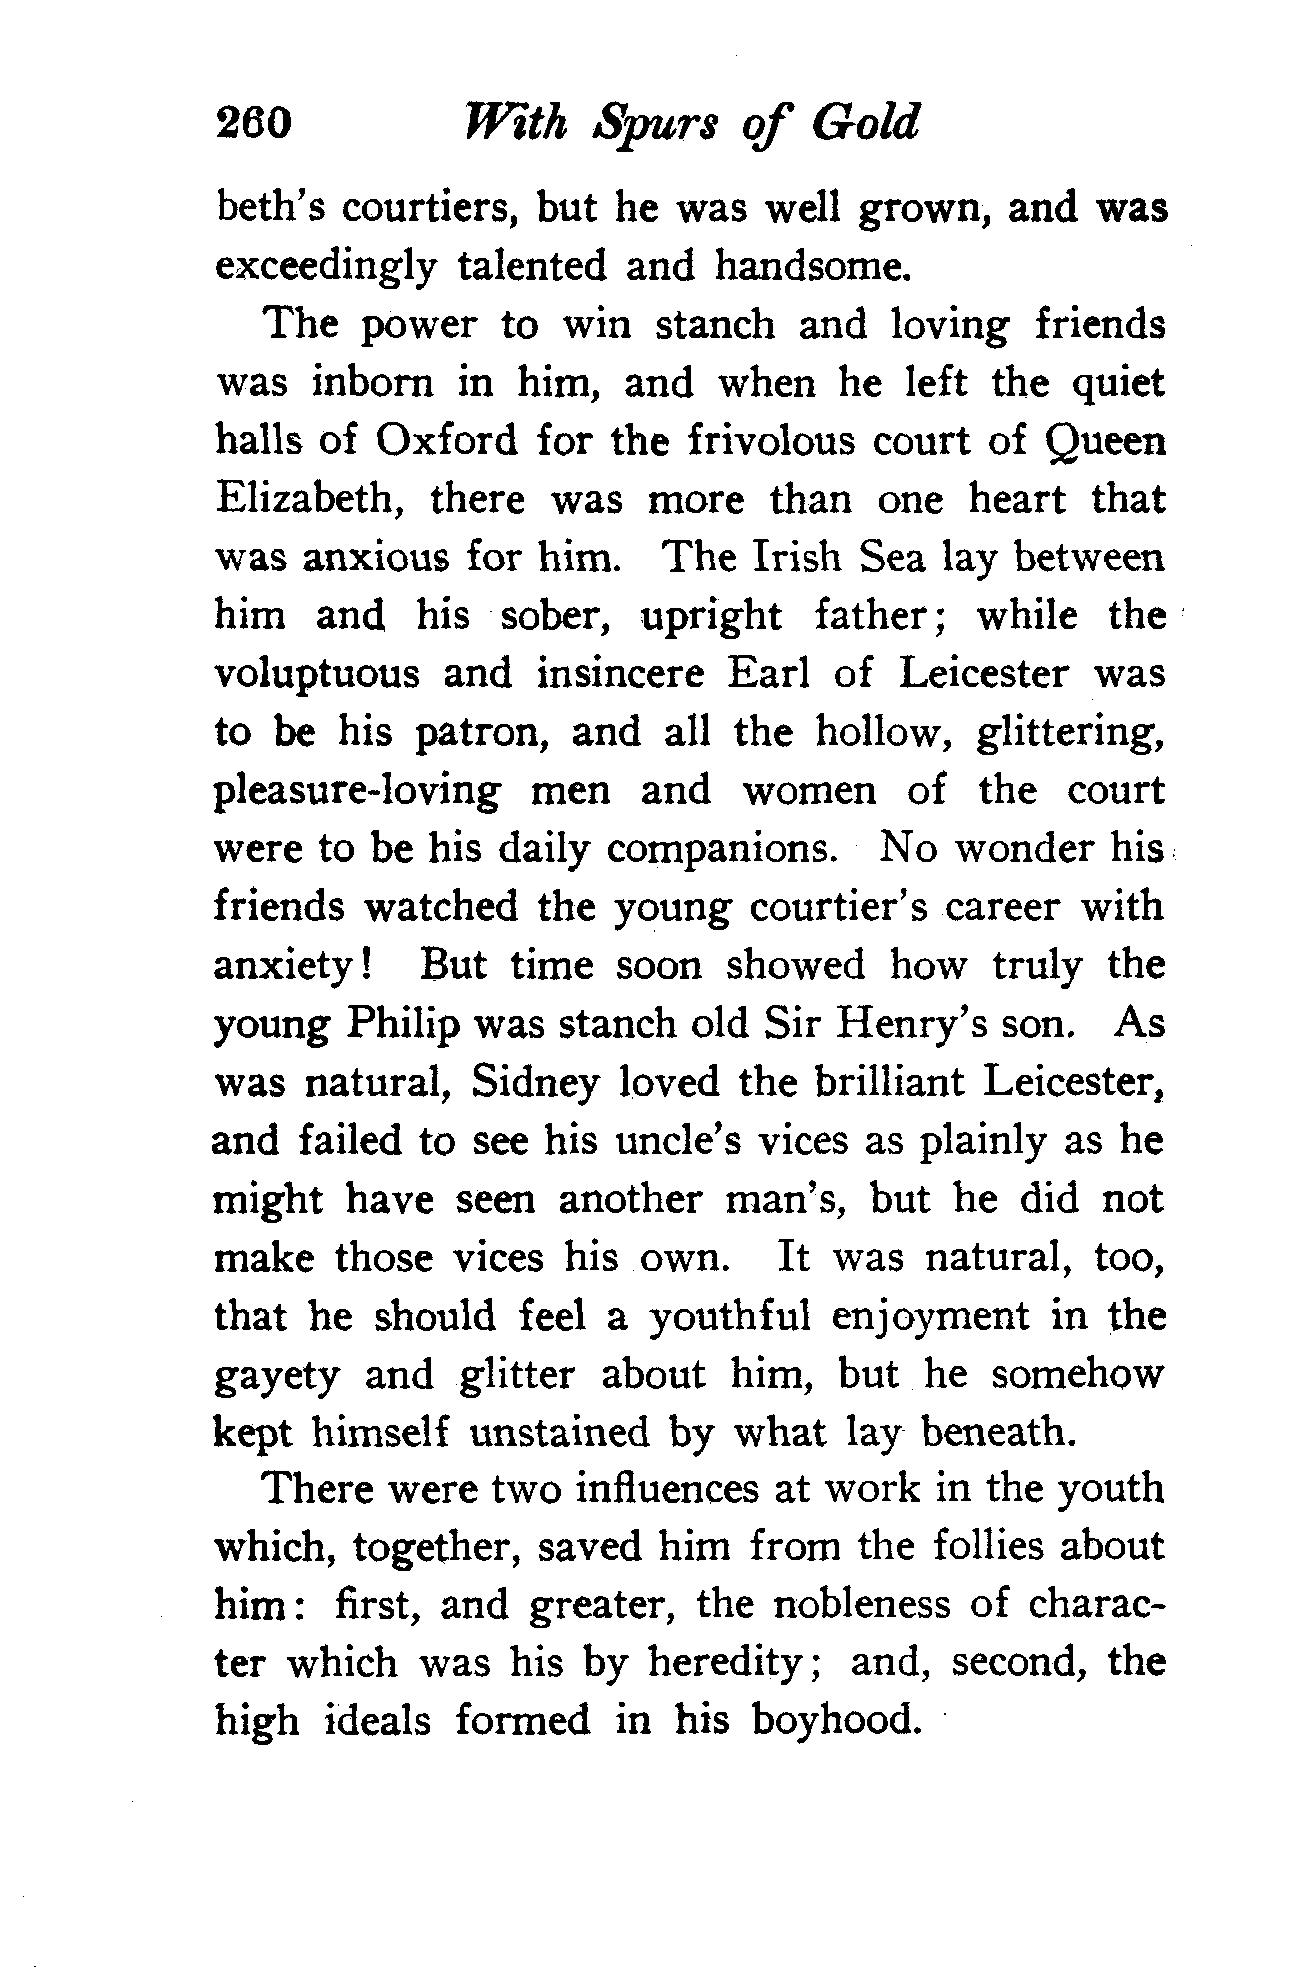 260 With Spurs of Gold
beth's courtiers, but he was well grown, and was
exceedingly talented and handsome.
The power to win stanch and loving friends
was inborn in him, and when he left the quiet
halls of Oxford for the frivolous court of Queen
Elizabeth, there was more than one heart that
was anxious for him. The Irish Sea lay between
him and his sober, upright father; while the
voluptuous and insincere Earl of Leicester was
to be his patron, and all the hollow, glittering,
pleasure-loving men and women of the court
were to be his daily companions. No wonder his
friends watched the young courtier's career with
anxiety! But time soon showed how truly the
young Philip was stanch old Sir Henry's son. As
was natural, Sidney loved the brilliant Leicester,
and failed to see his uncle's vices as plainly as he
might have seen another man's, but he did not
make those vices his own. It was natural, too,
that he should feel a youthful enjoyment in the
gayety and glitter about him, but he somehow
kept himself unstained by what lay beneath.
There were two influences at work in the youth
which, together, saved him from the follies about
him: first, and greater, the nobleness of charac-
ter which was his by heredity; and, second, the
high ideals formed in his boyhood.